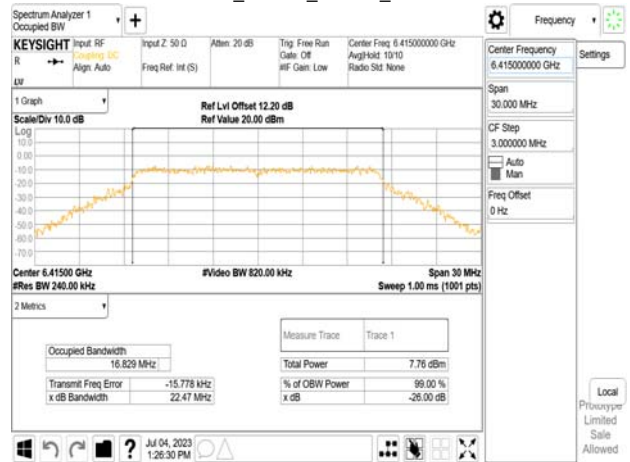 Spectrum Analyzer 1
Occupied BW
Frequency
KEYSIGHT
Input: RF
Coupling: DC
Align: Auto
Input Z: 50 Ω
Freq Ref: Int (S)
Atten: 20 dB
Trig: Free Run
Gate: Off
#IF Gain: Low
Center Freq: 6.415000000 GHz
Avg|Hold: 10/10
Radio Std: None
R
LVI
Center Frequency
6.415000000 GHz
Settings
Span
30.000 MHz
CF Step
3.000000 MHz
Auto
Man
Freq Offset
0 Hz
1 Graph
Scale/Div 10.0 dB
Ref Lvl Offset 12.20 dB
Ref Value 20.00 dBm
Log
10.0
0.00
-10.0
-20.0
-30.0
-40.0
-50.0
-60.0
-70.0
Center 6.41500 GHz
#Video BW 820.00 kHz
Span 30 MHz
#Res BW 240.00 kHz
Sweep 1.00 ms (1001 pts)
2 Metrics
Measure Trace
Trace 1
Occupied Bandwidth
16.829 MHz
Total Power
7.76 dBm
Transmit Freq Error
-15.778 kHz
% of OBW Power
99.00 %
x dB Bandwidth
22.47 MHz
x dB
-26.00 dB
Local
Prototype
Limited
Sale
Allowed
?
Jul 04, 2023
1:26:30 PM